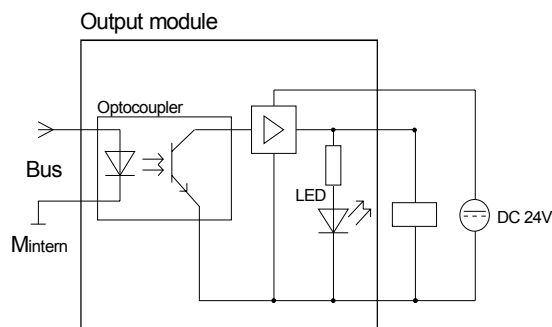 Output module
Optocoupler
Bus
LED
DC 24V
Mintern